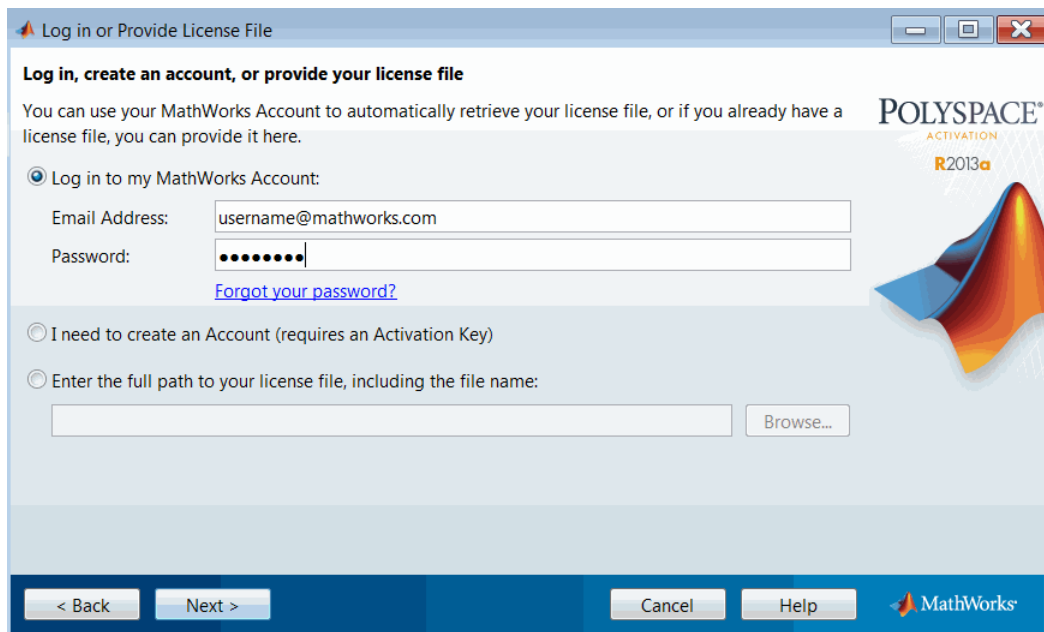 Log in or Provide License File
Log in, create an account, or provide your license file
You can use your MathWorks Account to automatically retrieve your license file, or if you already have a
license file, you can provide it here.
POLYSPACE®
ACTIVATION
R2013a
Log in to my MathWorks Account:
Email Address: username@mathworks.com
Password: ●●●●●●●●
Forgot your password?
I need to create an Account (requires an Activation Key)
Enter the full path to your license file, including the file name:
Browse...
< Back Next > Cancel Help MathWorks®